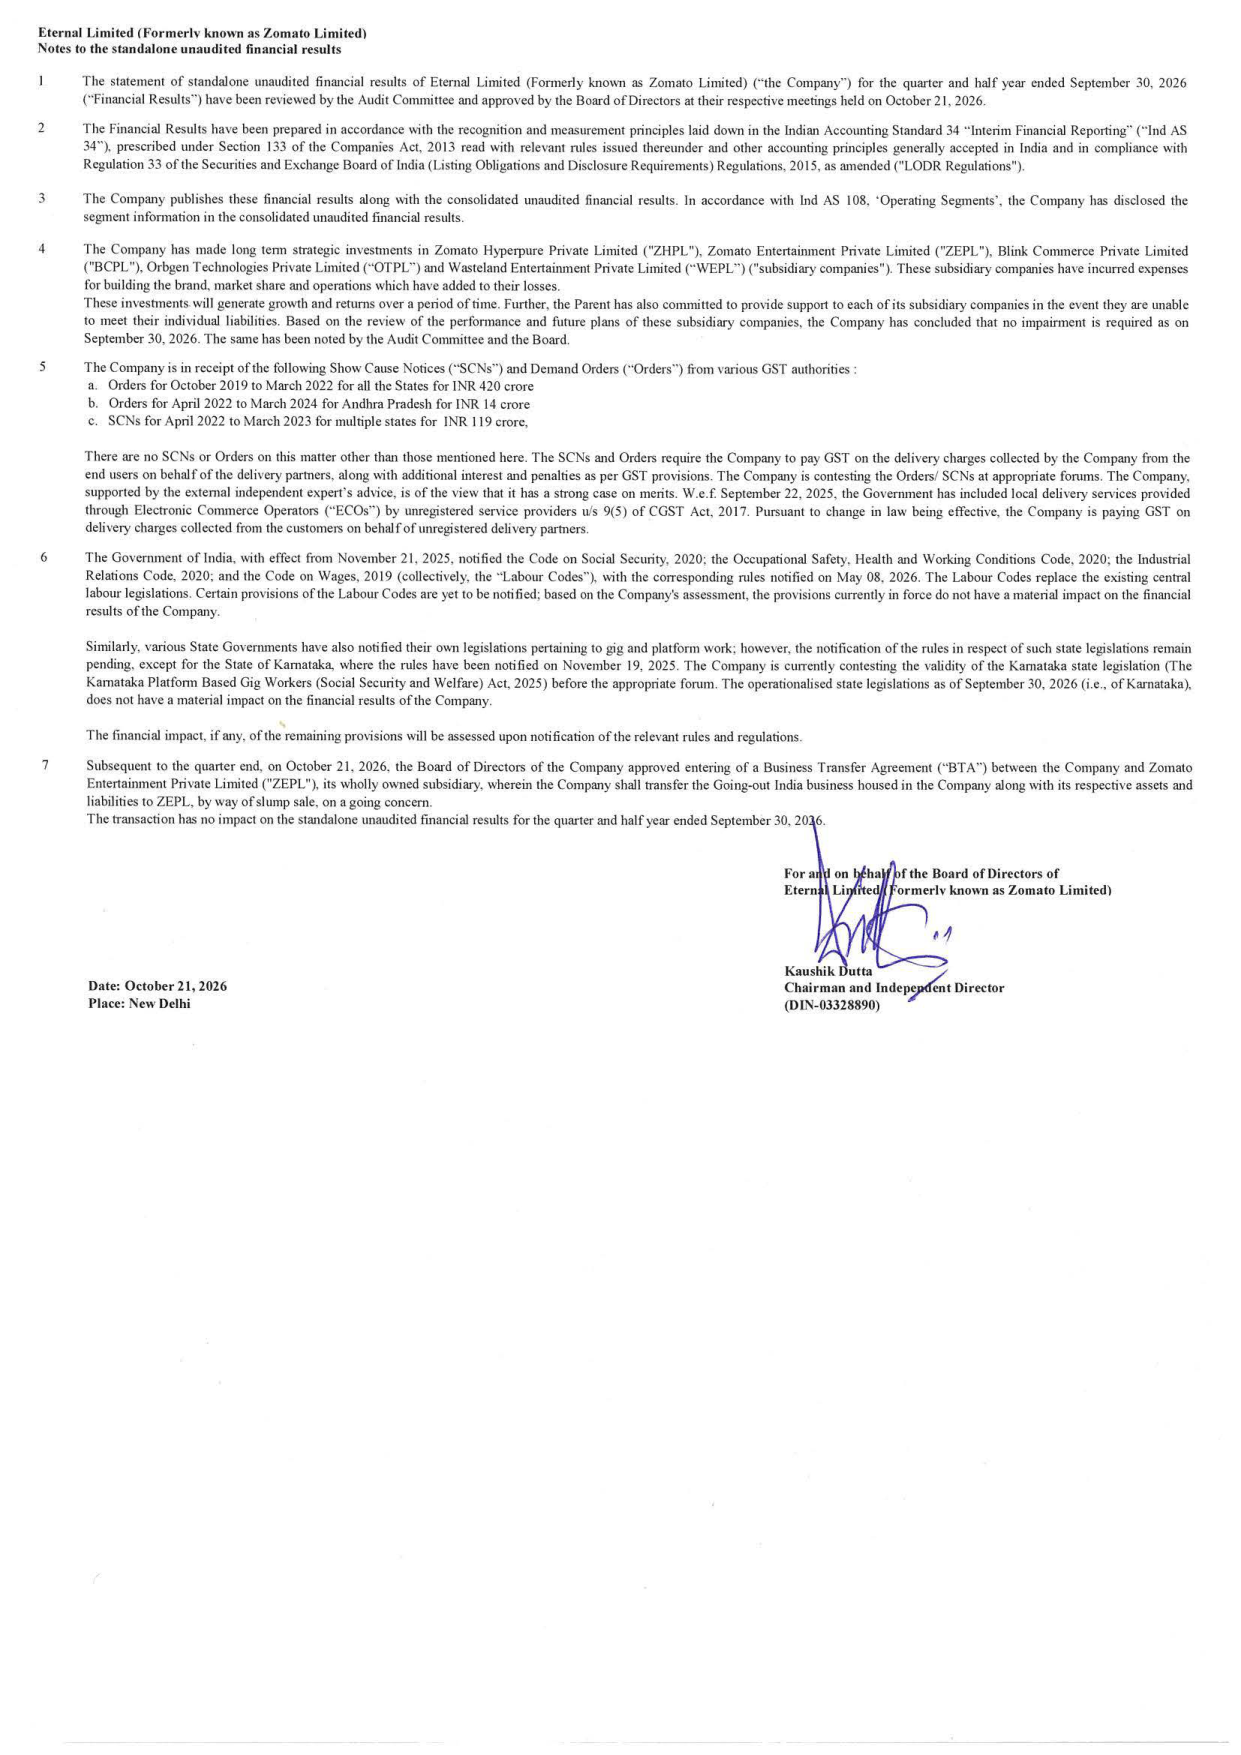 Eternal Limited (Formerly known as Zomato Limited)
Notes to the standalone unaudited financial results
1 The statement of standalone unaudited financial results of Eternal Limited (Formerly known as Zomato Limited) (“the Company”) for the quarter and half year ended September 30, 2026
(“Financial Results”) have been reviewed by the Audit Committee and approved by the Board of Directors at their respective meetings held on October 21, 2026.
2 The Financial Results have been prepared in accordance with the recognition and measurement principles laid down in the Indian Accounting Standard 34 “Interim Financial Reporting” (“Ind AS
34”), prescribed under Section 133 of the Companies Act, 2013 read with relevant rules issued thereunder and other accounting principles generally accepted in India and in compliance with
Regulation 33 of the Securities and Exchange Board of India (Listing Obligations and Disclosure Requirements) Regulations, 2015, as amended ("LODR Regulations").
3 The Company publishes these financial results along with the consolidated unaudited financial results. In accordance with Ind AS 108, ‘Operating Segments’, the Company has disclosed the
segment information in the consolidated unaudited financial results.
4 The Company has made long term strategic investments in Zomato Hyperpure Private Limited ("ZHPL"), Zomato Entertainment Private Limited ("ZEPL"), Blink Commerce Private Limited
("BCPL"), Orbgen Technologies Private Limited (“OTPL”) and Wasteland Entertainment Private Limited (“WEPL”) ("subsidiary companies"). These subsidiary companies have incurred expenses
for building the brand, market share and operations which have added to their losses.
These investments will generate growth and returns over a period of time. Further, the Parent has also committed to provide support to each of its subsidiary companies in the event they are unable
to meet their individual liabilities. Based on the review of the performance and future plans of these subsidiary companies, the Company has concluded that no impairment is required as on
September 30, 2026. The same has been noted by the Audit Committee and the Board.
5 The Company is in receipt of the following Show Cause Notices (“SCNs”) and Demand Orders (“Orders”) from various GST authorities :
a. Orders for October 2019 to March 2022 for all the States for INR 420 crore
b. Orders for April 2022 to March 2024 for Andhra Pradesh for INR 14 crore
c. SCNs for April 2022 to March 2023 for multiple states for INR 119 crore,
There are no SCNs or Orders on this matter other than those mentioned here. The SCNs and Orders require the Company to pay GST on the delivery charges collected by the Company from the
end users on behalf of the delivery partners, along with additional interest and penalties as per GST provisions. The Company is contesting the Orders/ SCNs at appropriate forums. The Company,
supported by the external independent expert’s advice, is of the view that it has a strong case on merits. W.e.f. September 22, 2025, the Government has included local delivery services provided
through Electronic Commerce Operators (“ECOs”) by unregistered service providers u/s 9(5) of CGST Act, 2017. Pursuant to change in law being effective, the Company is paying GST on
delivery charges collected from the customers on behalf of unregistered delivery partners.
6 The Government of India, with effect from November 21, 2025, notified the Code on Social Security, 2020; the Occupational Safety, Health and Working Conditions Code, 2020; the Industrial
Relations Code, 2020; and the Code on Wages, 2019 (collectively, the “Labour Codes”), with the corresponding rules notified on May 08, 2026. The Labour Codes replace the existing central
labour legislations. Certain provisions of the Labour Codes are yet to be notified; based on the Company's assessment, the provisions currently in force do not have a material impact on the financial
results of the Company.
Similarly, various State Governments have also notified their own legislations pertaining to gig and platform work; however, the notification of the rules in respect of such state legislations remain
pending, except for the State of Karnataka, where the rules have been notified on November 19, 2025. The Company is currently contesting the validity of the Karnataka state legislation (The
Karnataka Platform Based Gig Workers (Social Security and Welfare) Act, 2025) before the appropriate forum. The operationalised state legislations as of September 30, 2026 (i.e., of Karnataka),
does not have a material impact on the financial results of the Company.
The financial impact, if any, of the remaining provisions will be assessed upon notification of the relevant rules and regulations.
7 Subsequent to the quarter end, on October 21, 2026, the Board of Directors of the Company approved entering of a Business Transfer Agreement (“BTA”) between the Company and Zomato
Entertainment Private Limited ("ZEPL"), its wholly owned subsidiary, wherein the Company shall transfer the Going-out India business housed in the Company along with its respective assets and
liabilities to ZEPL, by way of slump sale, on a going concern.
The transaction has no impact on the standalone unaudited financial results for the quarter and half year ended September 30, 2026.
For and on behalf of the Board of Directors of
Eternal Limited (Formerly known as Zomato Limited)
Kaushik Dutta
Chairman and Independent Director
(DIN-03328890)
Date: October 21, 2026
Place: New Delhi